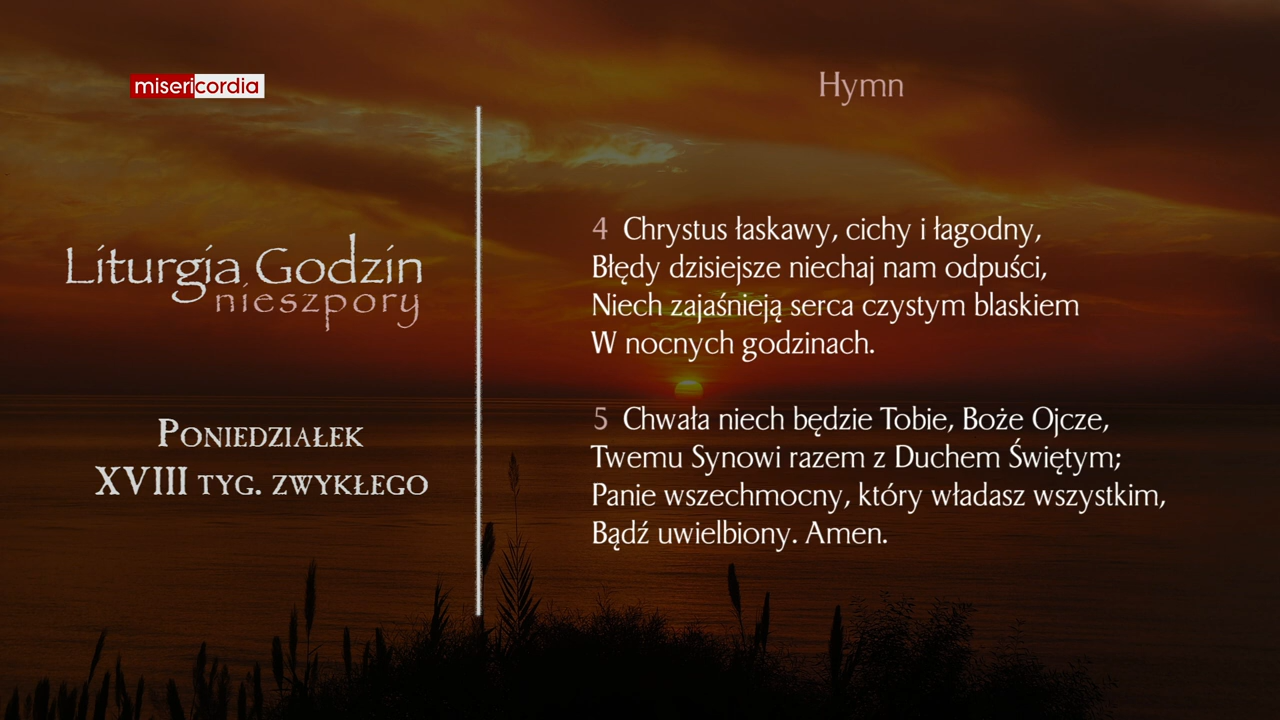 misericordia
Liturgia Godzin
nieszpory
Poniedziałek
XVIII tyg. zwykłego
Hymn
4 Chrystus łaskawy, cichy i łagodny,
Błędy dzisiejsze niechaj nam odpuści,
Niech zajaśnieją serca czystym blaskiem
W nocnych godzinach.
5 Chwała niech będzie Tobie, Boże Ojcze,
Twemu Synowi razem z Duchem Świętym;
Panie wszechmocny, który władasz wszystkim,
Bądź uwielbiony. Amen.